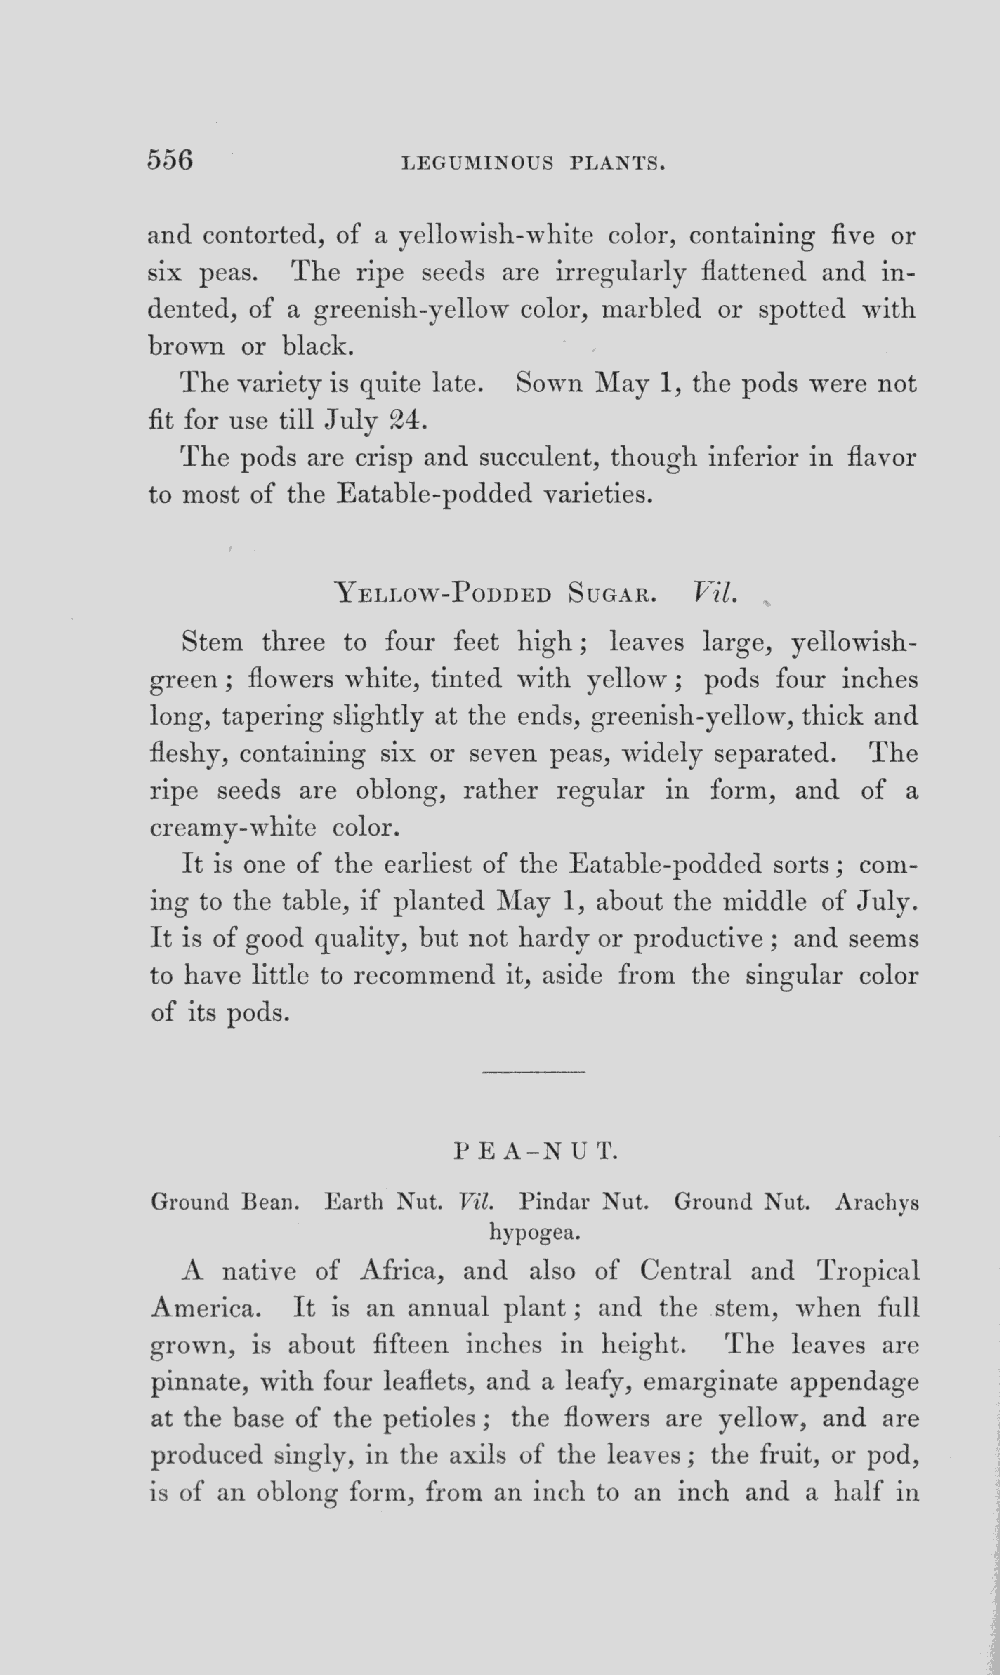 556 LEGUMINOUS PLANTS.
and contorted, of a yellowish-white color, containing five or
six peas. The ripe seeds are irregularly flattened and in-
dented, of a greenish-yellow color, marbled or spotted with
brown or black.
The variety is quite late. Sown May 1, the pods were not
fit for use till July 24.
The pods are crisp and succulent, though inferior in flavor
to most of the Eatable-podded varieties.
YELLOW-PODDED SUGAR. Vil.
Stem three to four feet high; leaves large, yellowish-
green; flowers white, tinted with yellow; pods four inches
long, tapering slightly at the ends, greenish-yellow, thick and
fleshy, containing six or seven peas, widely separated. The
ripe seeds are oblong, rather regular in form, and of a
creamy-white color.
It is one of the earliest of the Eatable-podded sorts; com-
ing to the table, if planted May 1, about the middle of July.
It is of good quality, but not hardy or productive; and seems
to have little to recommend it, aside from the singular color
of its pods.
PEA-NUT.
Ground Bean. Earth Nut. Vil. Pindar Nut. Ground Nut. Arachys
hypogea.
A native of Africa, and also of Central and Tropical
America. It is an annual plant; and the stem, when full
grown, is about fifteen inches in height. The leaves are
pinnate, with four leaflets, and a leafy, emarginate appendage
at the base of the petioles; the flowers are yellow, and are
produced singly, in the axils of the leaves; the fruit, or pod,
is of an oblong form, from an inch to an inch and a half in